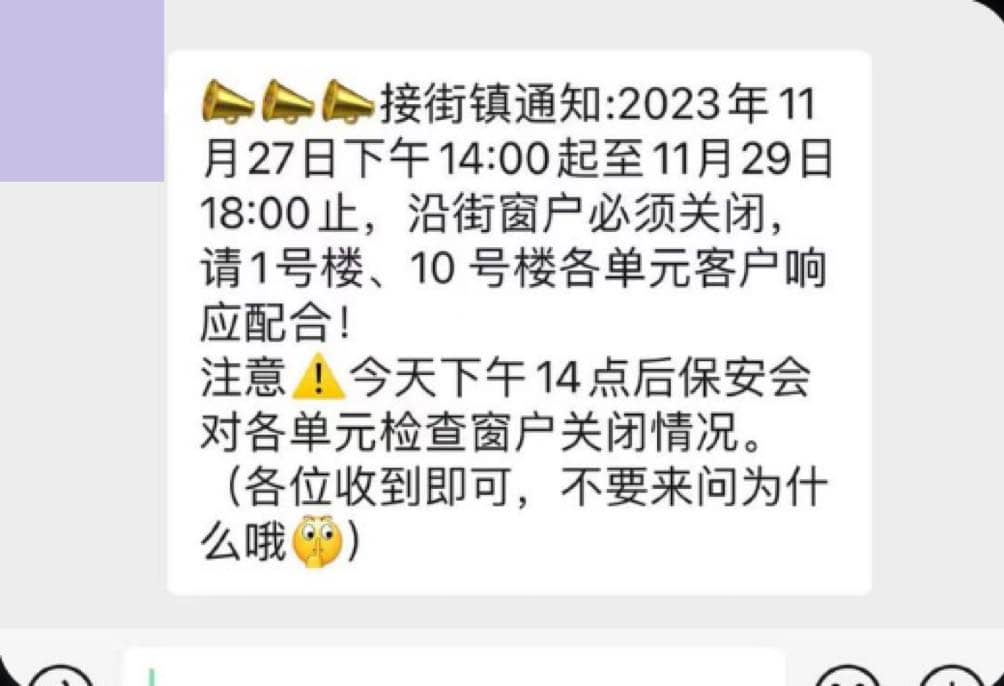 📣📣📣接街镇通知:2023年11
月27日下午14:00起至11月29日
18:00止，沿街窗户必须关闭，
请1号楼、10 号楼各单元客户响
应配合！
注意⚠️今天下午14点后保安会
对各单元检查窗户关闭情况。
（各位收到即可，不要来问为什
么哦🤫）